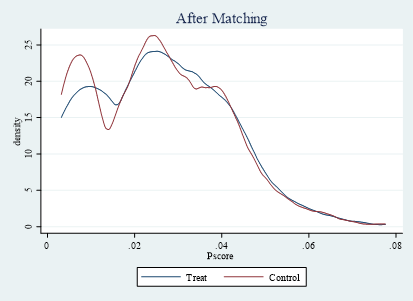 After Matching
density
25
20
15
10
5
0
0 .02 .04 .06 .08
Pscore
Treat Control